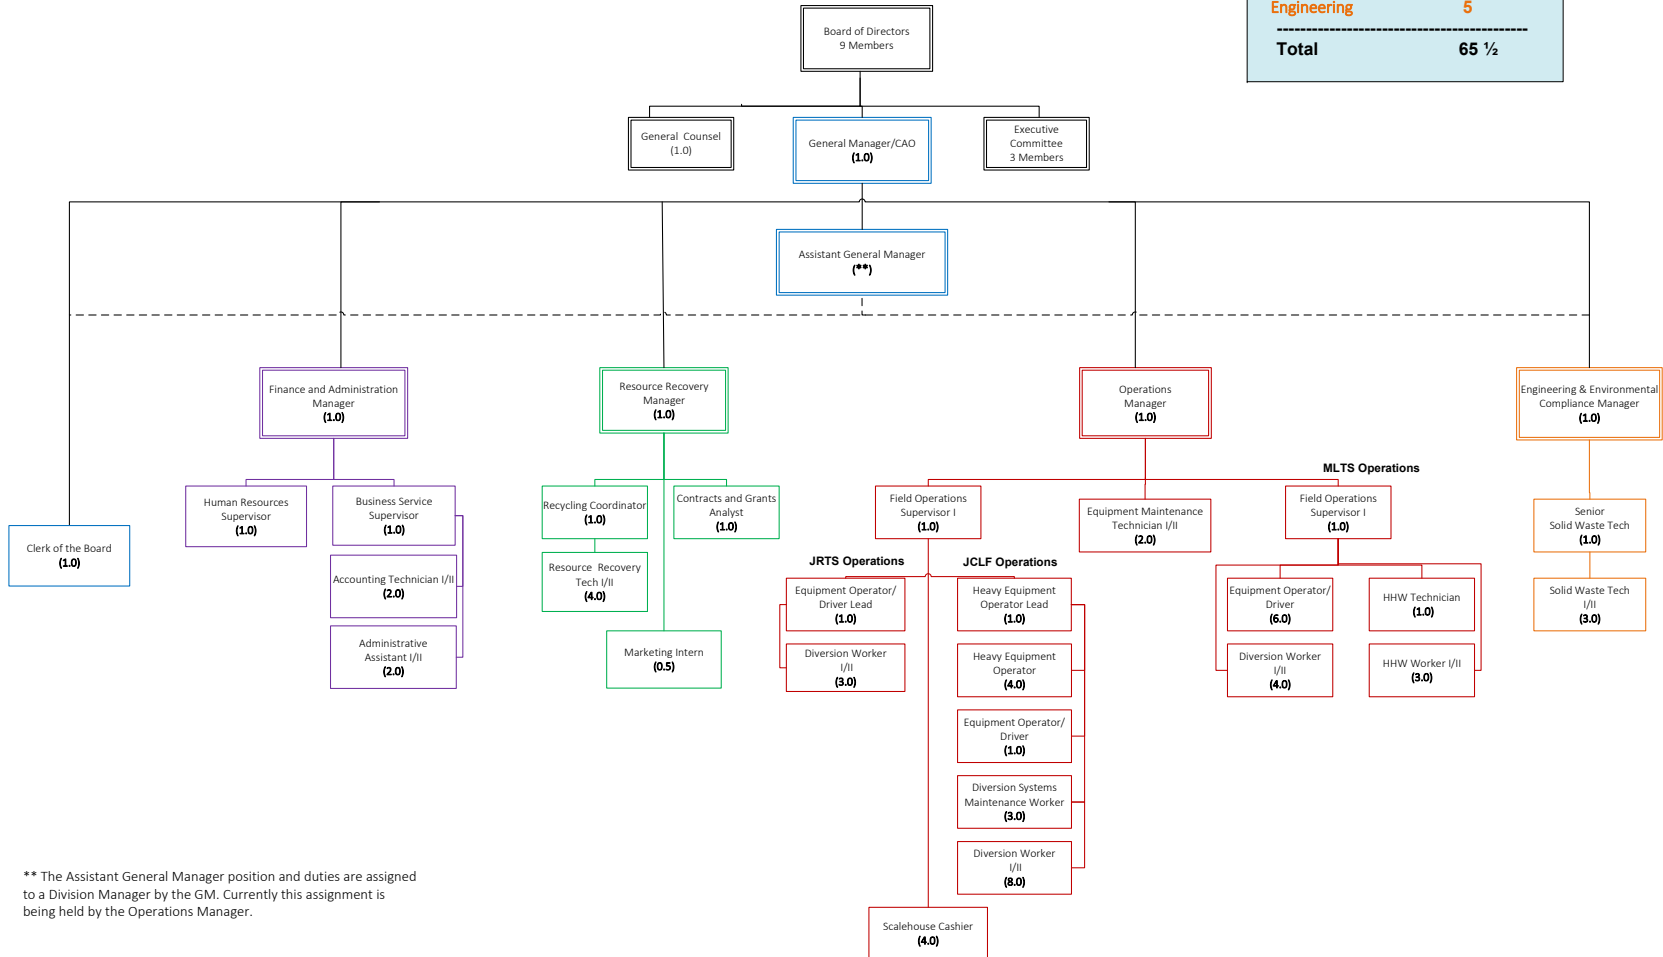 Engineering 5
----------------------------------------------
Total 65 ½
Board of Directors
9 Members
General Counsel
(1.0)
General Manager/CAO
(1.0)
Executive
Committee
3 Members
Assistant General Manager
(**)
Finance and Administration
Manager
(1.0)
Resource Recovery
Manager
(1.0)
Operations
Manager
(1.0)
Engineering & Environmental
Compliance Manager
(1.0)
MLTS Operations
Clerk of the Board
(1.0)
Human Resources
Supervisor
(1.0)
Business Service
Supervisor
(1.0)
Accounting Technician I/II
(2.0)
Administrative
Assistant I/II
(2.0)
Recycling Coordinator
(1.0)
Contracts and Grants
Analyst
(1.0)
Resource Recovery
Tech I/II
(4.0)
Marketing Intern
(0.5)
Field Operations
Supervisor I
(1.0)
Equipment Maintenance
Technician I/II
(2.0)
Field Operations
Supervisor I
(1.0)
Senior
Solid Waste Tech
(1.0)
Solid Waste Tech
I/II
(3.0)
JRTS Operations
JCLF Operations
Equipment Operator/
Driver Lead
(1.0)
Diversion Worker
I/II
(3.0)
Heavy Equipment
Operator Lead
(1.0)
Heavy Equipment
Operator
(4.0)
Equipment Operator/
Driver
(1.0)
Diversion Systems
Maintenance Worker
(3.0)
Diversion Worker
I/II
(8.0)
Equipment Operator/
Driver
(6.0)
Diversion Worker
I/II
(4.0)
HHW Technician
(1.0)
HHW Worker I/II
(3.0)
Scalehouse Cashier
(4.0)
** The Assistant General Manager position and duties are assigned
to a Division Manager by the GM. Currently this assignment is
being held by the Operations Manager.